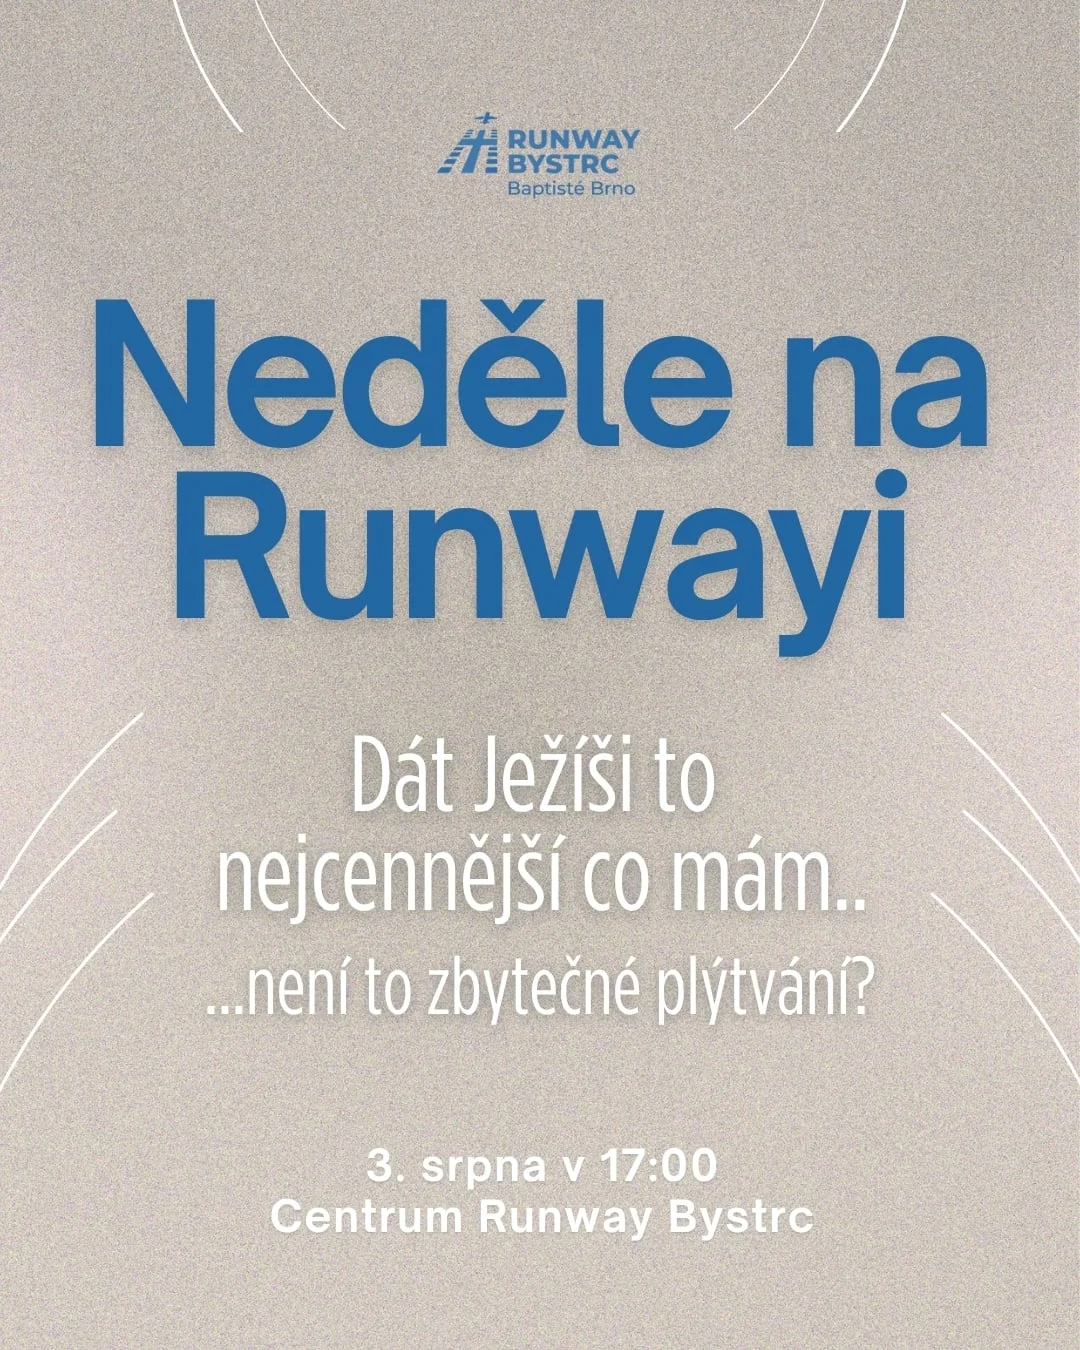 RUNWAY
BYSTRC
Baptisté Brno
Neděle na
Runwayi
Dát Ježíši to
nejcennější co mám..
...není to zbytečné plýtvání?
3. srpna v 17:00
Centrum Runway Bystrc